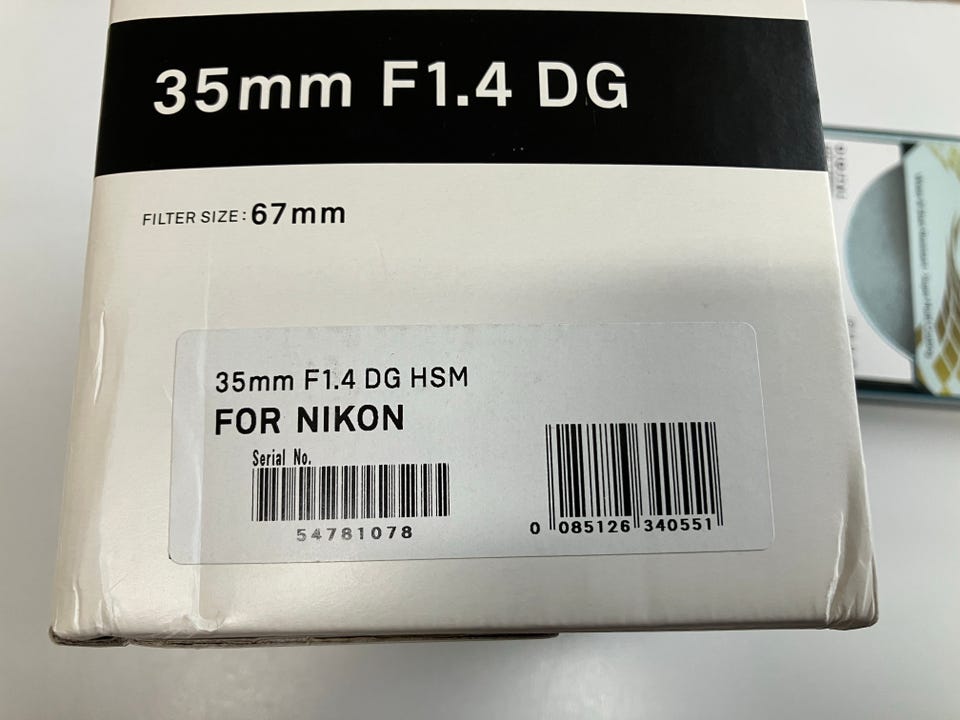 35mm F1.4 DG
FILTER SIZE: 67mm
35mm F1.4 DG HSM
FOR NIKON
Serial No.
54781078
0 085126 340551